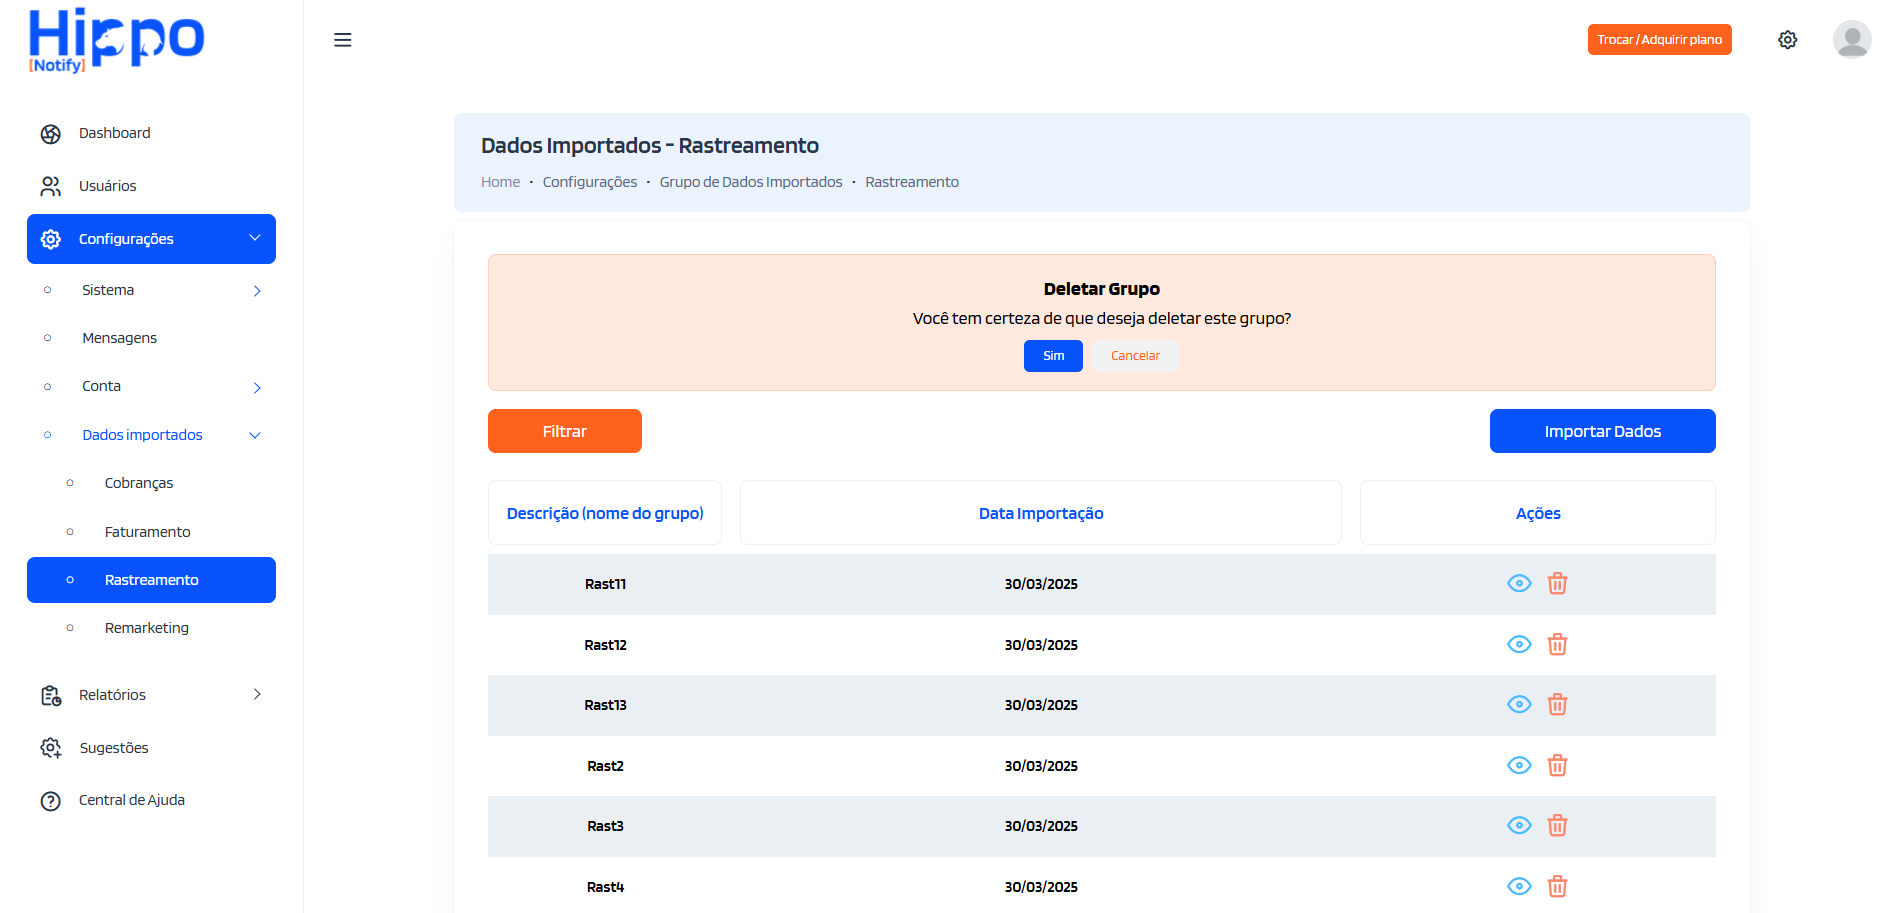 Hippo
[Notify]
Trocar / Adquirir plano
Dashboard
Usuários
Configurações
Sistema
Mensagens
Conta
Dados importados
Cobranças
Faturamento
Rastreamento
Remarketing
Relatórios
Sugestões
Central de Ajuda
Dados Importados - Rastreamento
Home • Configurações • Grupo de Dados Importados • Rastreamento
Deletar Grupo
Você tem certeza de que deseja deletar este grupo?
Sim Cancelar
Filtrar Importar Dados
Descrição (nome do grupo) Data Importação Ações
Rast11 30/03/2025
Rast12 30/03/2025
Rast13 30/03/2025
Rast2 30/03/2025
Rast3 30/03/2025
Rast4 30/03/2025